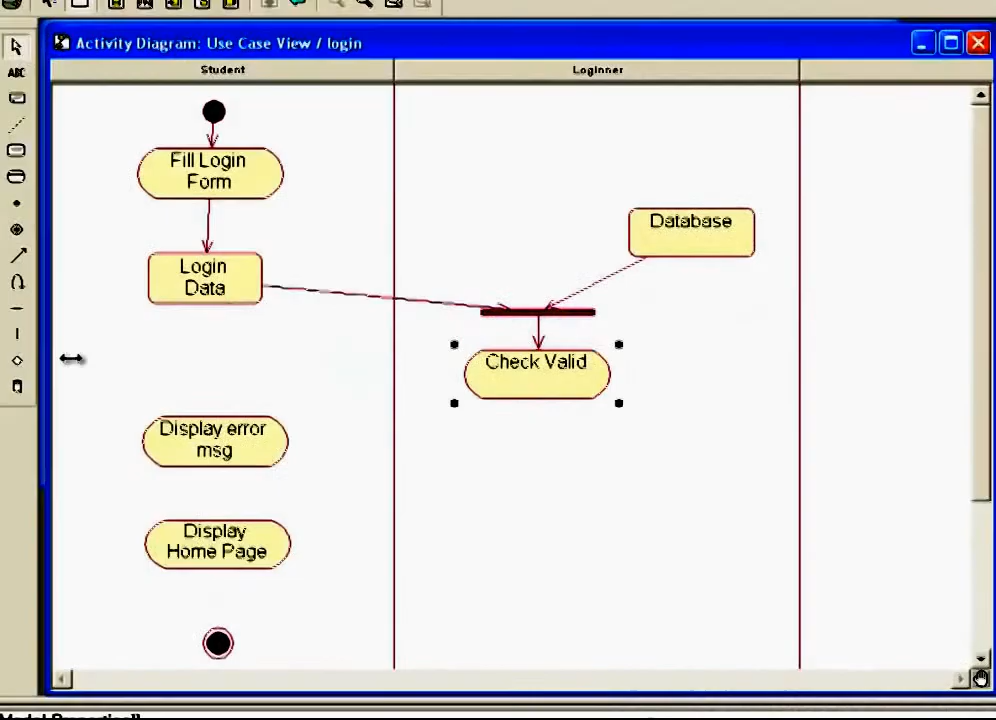 Activity Diagram: Use Case View / login
ABC
Student
Loginner
Fill Login
Form
Database
Login
Data
Check Valid
Display error
msg
Display
Home Page